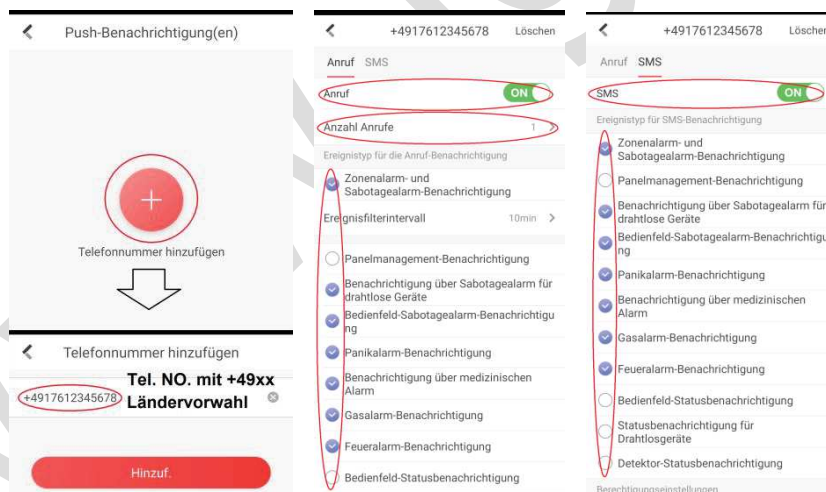 Push-Benachrichtigung(en)
Telefonnummer hinzufügen
Telefonnummer hinzufügen
+4917612345678
Tel. NO. mit +49xx
Ländervorwahl
Hinzuf.
+4917612345678 Löschen
Anruf SMS
Anruf ON
Anzahl Anrufe 1
Ereignistyp für die Anruf-Benachrichtigung
Zonenalarm- und
Sabotagealarm-Benachrichtigung
Ereignisfilterintervall 10min
Panelmanagement-Benachrichtigung
Benachrichtigung über Sabotagealarm für
drahtlose Geräte
Bedienfeld-Sabotagealarm-Benachrichtigu
ng
Panikalarm-Benachrichtigung
Benachrichtigung über medizinischen
Alarm
Gasalarm-Benachrichtigung
Feueralarm-Benachrichtigung
Bedienfeld-Statusbenachrichtigung
+4917612345678 Löschen
Anruf SMS
SMS ON
Ereignistyp für SMS-Benachrichtigung
Zonenalarm- und
Sabotagealarm-Benachrichtigung
Panelmanagement-Benachrichtigung
Benachrichtigung über Sabotagealarm für
drahtlose Geräte
Bedienfeld-Sabotagealarm-Benachrichtigu
ng
Panikalarm-Benachrichtigung
Benachrichtigung über medizinischen
Alarm
Gasalarm-Benachrichtigung
Feueralarm-Benachrichtigung
Bedienfeld-Statusbenachrichtigung
Statusbenachrichtigung für
Drahtlosgeräte
Detektor-Statusbenachrichtigung
Berechtigungseinstellungen